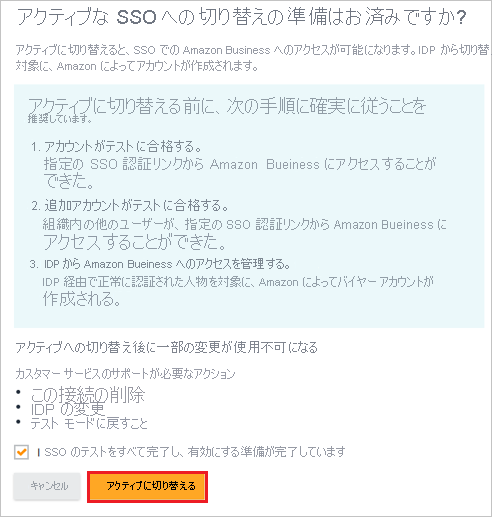 アクティブな SSO への切り替えの準備はお済みですか?
アクティブに切り替えると、SSO での Amazon Business へのアクセスが可能になります。IDP から切り替
対象に、Amazon によってアカウントが作成されます。
アクティブに切り替える前に、次の手順に確実に従うことを
推奨しています。
1. アカウントがテストに合格する。
指定の SSO 認証リンクから Amazon Bueiness にアクセスすることが
できた。
2. 追加アカウントがテストに合格する。
組織内の他のユーザーが、指定の SSO 認証リンクから Amazon Bueiness に
アクセスすることができた。
3. IDP から Amazon Bueiness へのアクセスを管理する。
IDP 経由で正常に認証された人物を対象に、Amazon によってバイヤー アカウントが
作成される。
アクティブへの切り替え後に一部の変更が使用不可になる
カスタマー サービスのサポートが必要なアクション
• この接続の削除
• IDP の変更
• テスト モードに戻すこと
I SSO のテストをすべて完了し、有効にする準備が完了しています
キャンセル
アクティブに切り替える